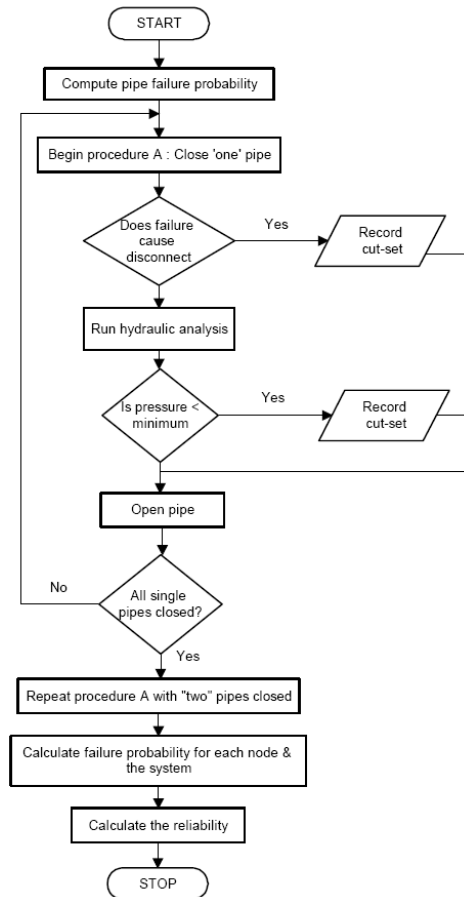 START
Compute pipe failure probability
Begin procedure A : Close 'one' pipe
Does failure
cause
disconnect
Yes
Record
cut-set
Run hydraulic analysis
Is pressure <
minimum
Yes
Record
cut-set
Open pipe
No
All single
pipes closed?
Yes
Repeat procedure A with "two" pipes closed
Calculate failure probability for each node &
the system
Calculate the reliability
STOP